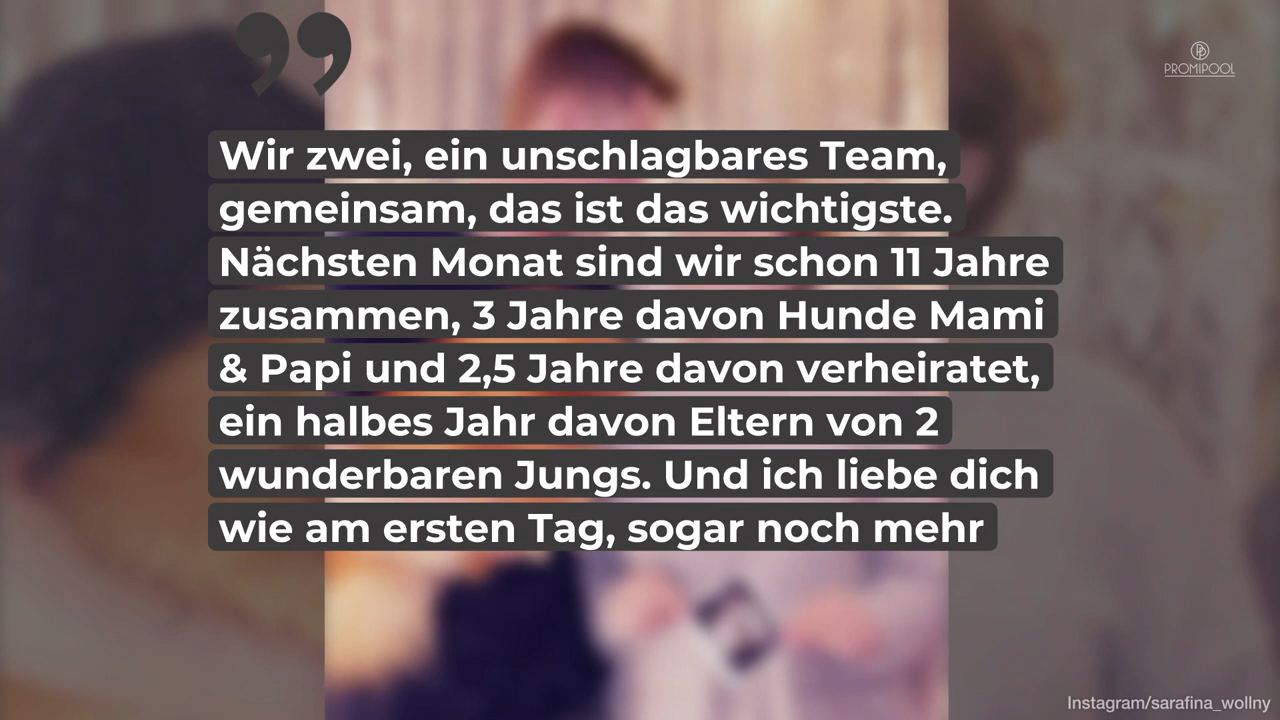 PROMIPOOL
Wir zwei, ein unschlagbares Team,
gemeinsam, das ist das wichtigste.
Nächsten Monat sind wir schon 11 Jahre
zusammen, 3 Jahre davon Hunde Mami
& Papi und 2,5 Jahre davon verheiratet,
ein halbes Jahr davon Eltern von 2
wunderbaren Jungs. Und ich liebe dich
wie am ersten Tag, sogar noch mehr
Instagram/sarafina_wollny